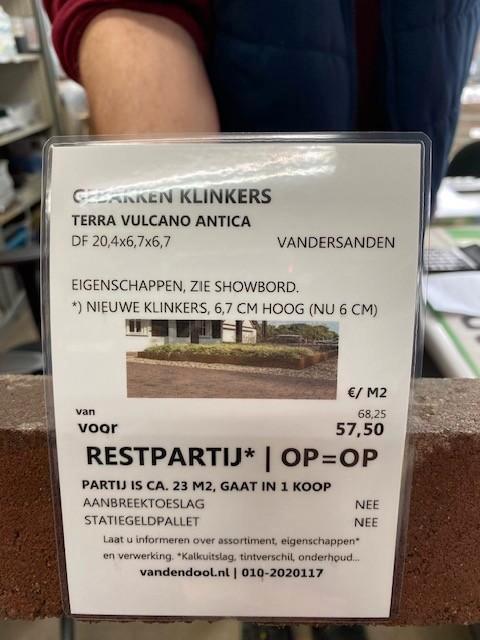 GEBAKKEN KLINKERS
TERRA VULCANO ANTICA
DF 20,4x6,7x6,7 VANDERSANDEN
EIGENSCHAPPEN, ZIE SHOWBORD.
*) NIEUWE KLINKERS, 6,7 CM HOOG (NU 6 CM)
€/ M2
van 68,25
voor 57,50
RESTPARTIJ* | OP=OP
PARTIJ IS CA. 23 M2, GAAT IN 1 KOOP
AANBREEKTOESLAG NEE
STATIEGELDPALLET NEE
Laat u informeren over assortiment, eigenschappen*
en verwerking. *Kalkuitslag, tintverschil, onderhoud...
vandendool.nl | 010-2020117